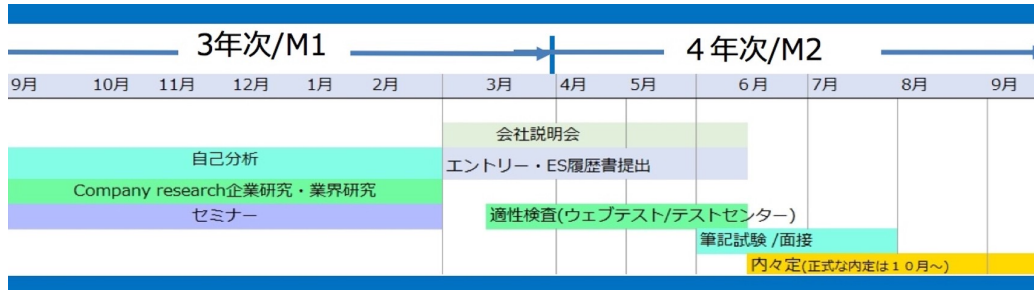 3年次/M1 ４年次/M2
9月 10月 11月 12月 1月 2月 3月 4月 5月 6月 7月 8月 9月
会社説明会
自己分析 エントリー・ES履歴書提出
Company research企業研究・業界研究
セミナー 適性検査(ウェブテスト/テストセンター)
筆記試験 /面接
内々定(正式な内定は１０月～)